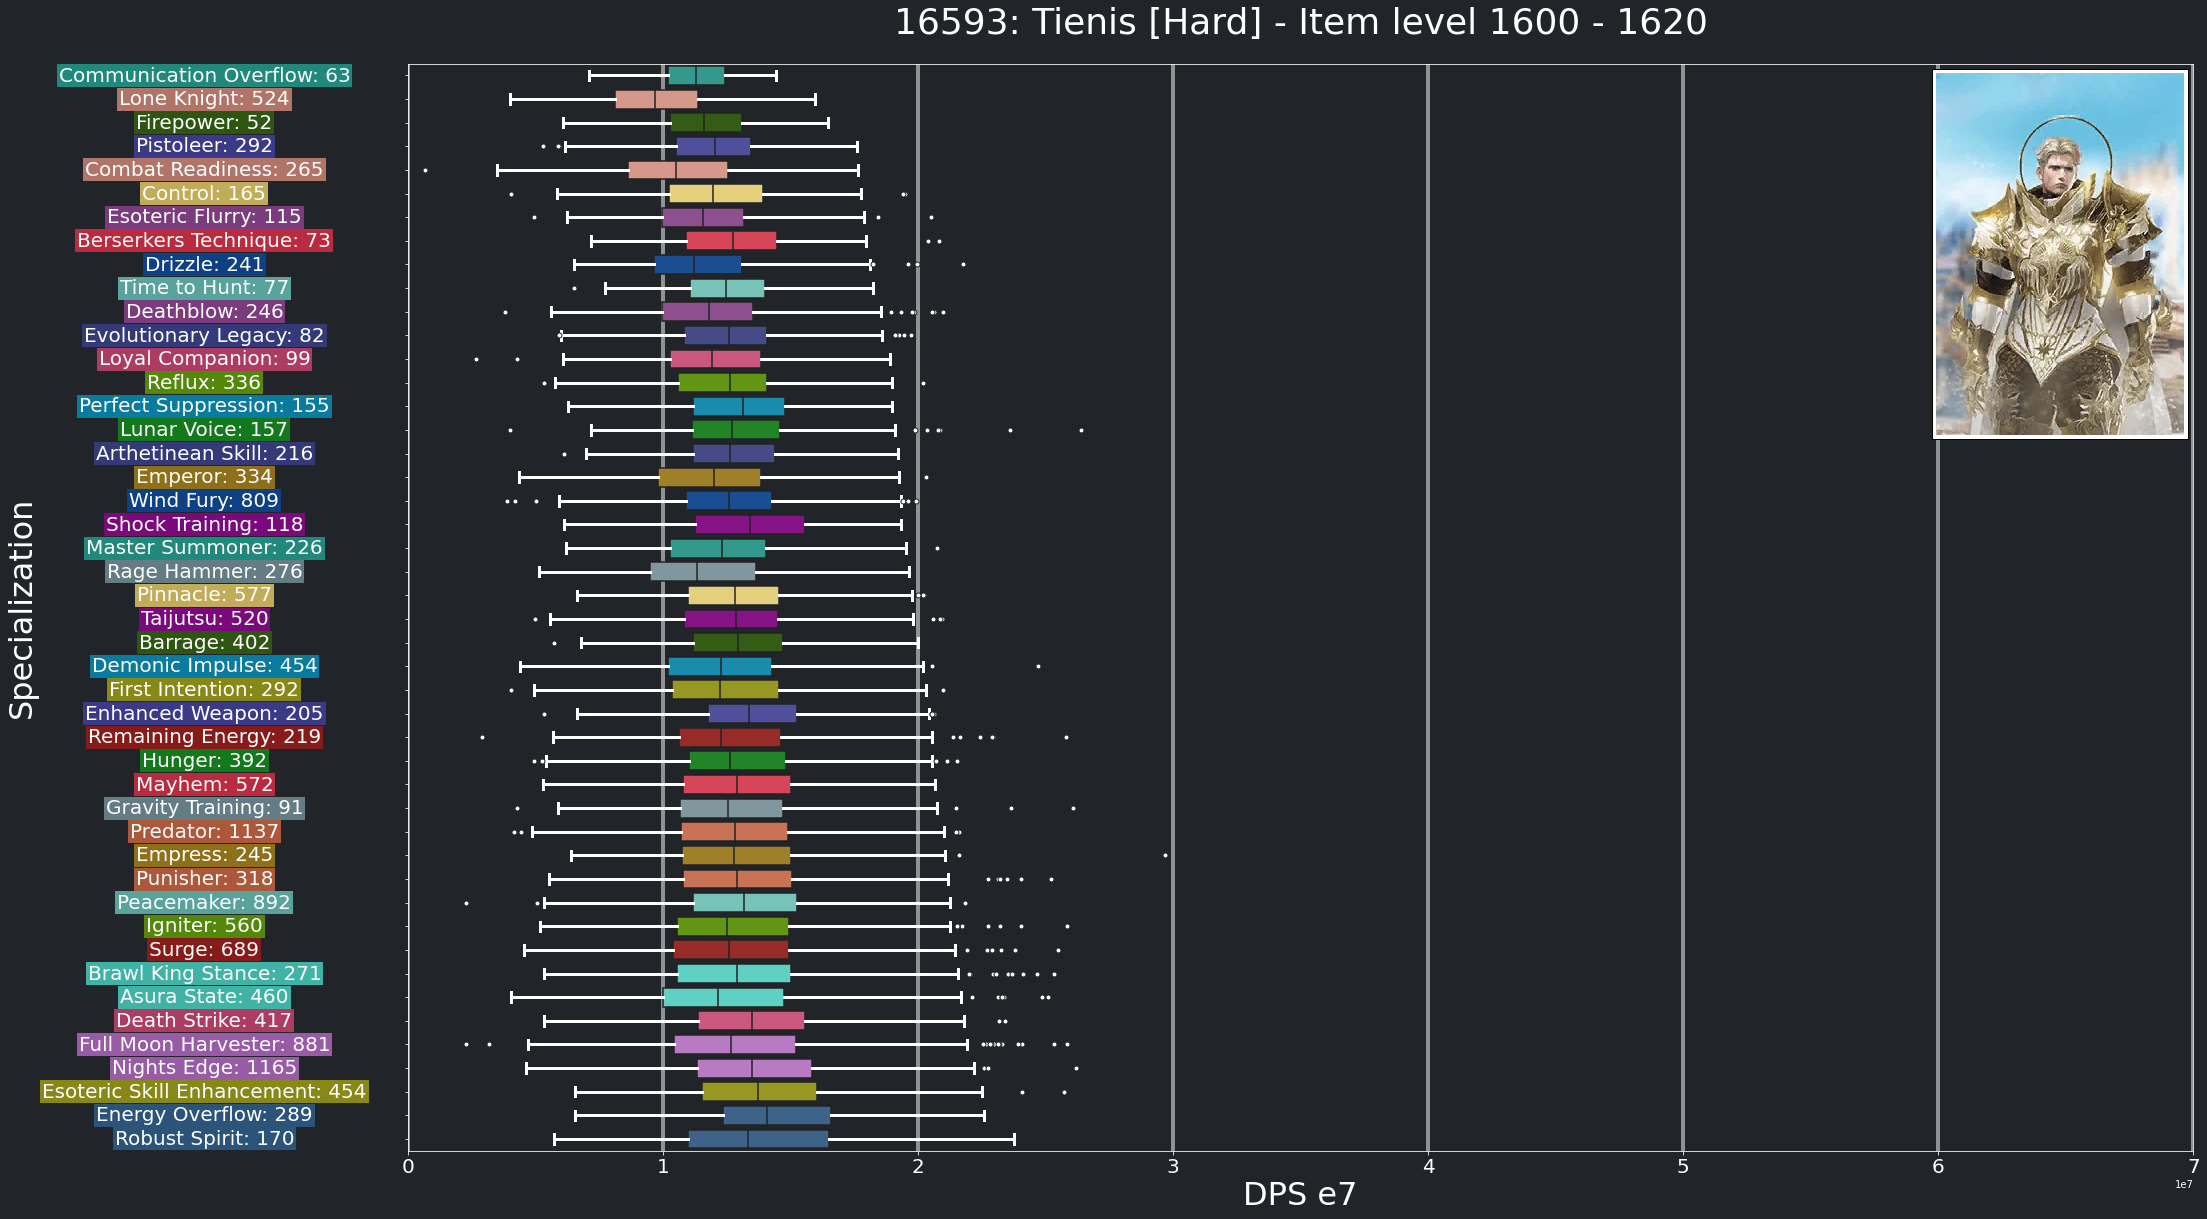 16593: Tienis [Hard] - Item level 1600 - 1620
Specialization
Communication Overflow: 63
Lone Knight: 524
Firepower: 52
Pistoleer: 292
Combat Readiness: 265
Control: 165
Esoteric Flurry: 115
Berserkers Technique: 73
Drizzle: 241
Time to Hunt: 77
Deathblow: 246
Evolutionary Legacy: 82
Loyal Companion: 99
Reflux: 336
Perfect Suppression: 155
Lunar Voice: 157
Arthetinean Skill: 216
Emperor: 334
Wind Fury: 809
Shock Training: 118
Master Summoner: 226
Rage Hammer: 276
Pinnacle: 577
Taijutsu: 520
Barrage: 402
Demonic Impulse: 454
First Intention: 292
Enhanced Weapon: 205
Remaining Energy: 219
Hunger: 392
Mayhem: 572
Gravity Training: 91
Predator: 1137
Empress: 245
Punisher: 318
Peacemaker: 892
Igniter: 560
Surge: 689
Brawl King Stance: 271
Asura State: 460
Death Strike: 417
Full Moon Harvester: 881
Nights Edge: 1165
Esoteric Skill Enhancement: 454
Energy Overflow: 289
Robust Spirit: 170
0 1 2 3 4 5 6 7
DPS e7
1e7